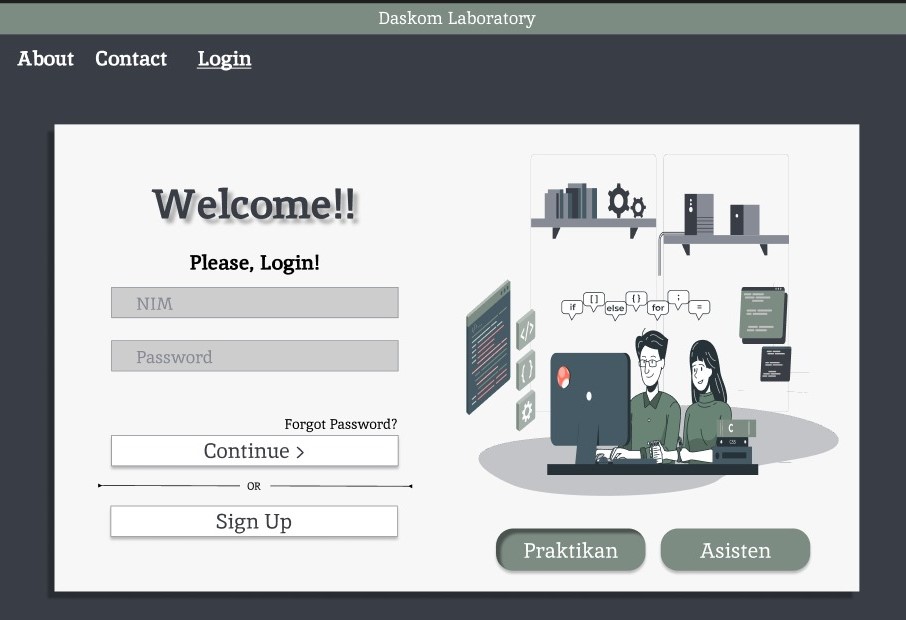 Daskom Laboratory
About Contact Login
Welcome!!
Please, Login!
NIM
Password
Forgot Password?
Continue >
OR
Sign Up
if [ ] else { } for ; =
</>
{ }
C
CSS
Praktikan Asisten